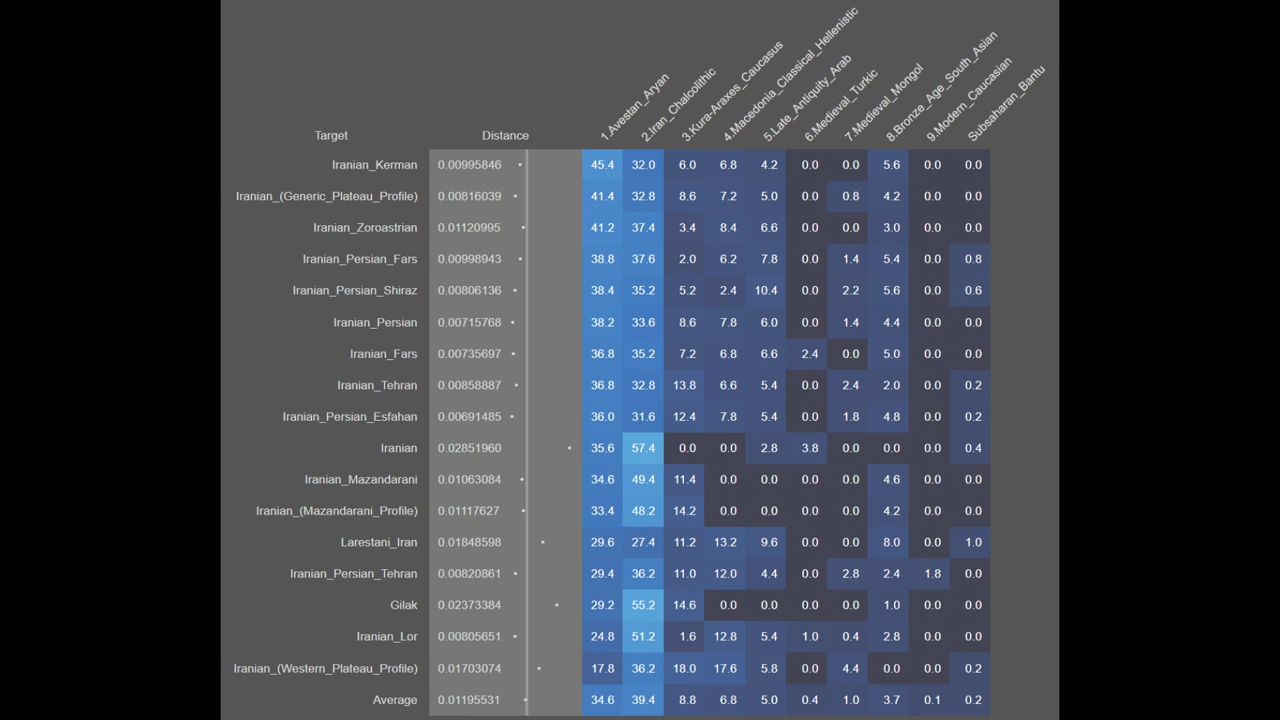 Target Distance 1.Avestan_Aryan 2.Iran_Chalcolithic 3.Kura-Araxes_Caucasus 4.Macedonia_Classical_Hellenistic 5.Late_Antiquity_Arab 6.Medieval_Turkic 7.Medieval_Mongol 8.Bronze_Age_South_Asian 9.Modern_Caucasian Subsaharan_Bantu
Iranian_Kerman 0.00995846 45.4 32.0 6.0 6.8 4.2 0.0 0.0 5.6 0.0 0.0
Iranian_(Generic_Plateau_Profile) 0.00816039 41.4 32.8 8.6 7.2 5.0 0.0 0.8 4.2 0.0 0.0
Iranian_Zoroastrian 0.01120995 41.2 37.4 3.4 8.4 6.6 0.0 0.0 3.0 0.0 0.0
Iranian_Persian_Fars 0.00998943 38.8 37.6 2.0 6.2 7.8 0.0 1.4 5.4 0.0 0.8
Iranian_Persian_Shiraz 0.00806136 38.4 35.2 5.2 2.4 10.4 0.0 2.2 5.6 0.0 0.6
Iranian_Persian 0.00715768 38.2 33.6 8.6 7.8 6.0 0.0 1.4 4.4 0.0 0.0
Iranian_Fars 0.00735697 36.8 35.2 7.2 6.8 6.6 2.4 0.0 5.0 0.0 0.0
Iranian_Tehran 0.00858887 36.8 32.8 13.8 6.6 5.4 0.0 2.4 2.0 0.0 0.2
Iranian_Persian_Esfahan 0.00691485 36.0 31.6 12.4 7.8 5.4 0.0 1.8 4.8 0.0 0.2
Iranian 0.02851960 35.6 57.4 0.0 0.0 2.8 3.8 0.0 0.0 0.0 0.4
Iranian_Mazandarani 0.01063084 34.6 49.4 11.4 0.0 0.0 0.0 0.0 4.6 0.0 0.0
Iranian_(Mazandarani_Profile) 0.01117627 33.4 48.2 14.2 0.0 0.0 0.0 0.0 4.2 0.0 0.0
Larestani_Iran 0.01848598 29.6 27.4 11.2 13.2 9.6 0.0 0.0 8.0 0.0 1.0
Iranian_Persian_Tehran 0.00820861 29.4 36.2 11.0 12.0 4.4 0.0 2.8 2.4 1.8 0.0
Gilak 0.02373384 29.2 55.2 14.6 0.0 0.0 0.0 0.0 1.0 0.0 0.0
Iranian_Lor 0.00805651 24.8 51.2 1.6 12.8 5.4 1.0 0.4 2.8 0.0 0.0
Iranian_(Western_Plateau_Profile) 0.01703074 17.8 36.2 18.0 17.6 5.8 0.0 4.4 0.0 0.0 0.2
Average 0.01195531 34.6 39.4 8.8 6.8 5.0 0.4 1.0 3.7 0.1 0.2